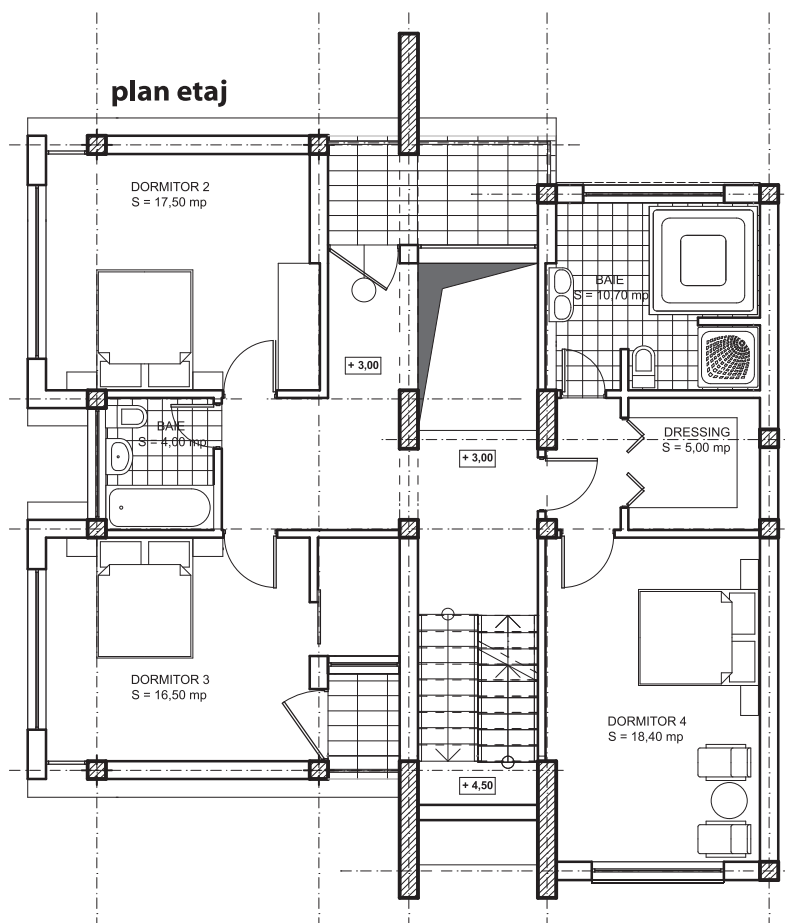 plan etaj
DORMITOR 2
S = 17,50 mp
BAIE
S = 10,70 mp
+ 3,00
BAIE
S = 4,00 mp
DRESSING
S = 5,00 mp
+ 3,00
DORMITOR 3
S = 16,50 mp
DORMITOR 4
S = 18,40 mp
+ 4,50